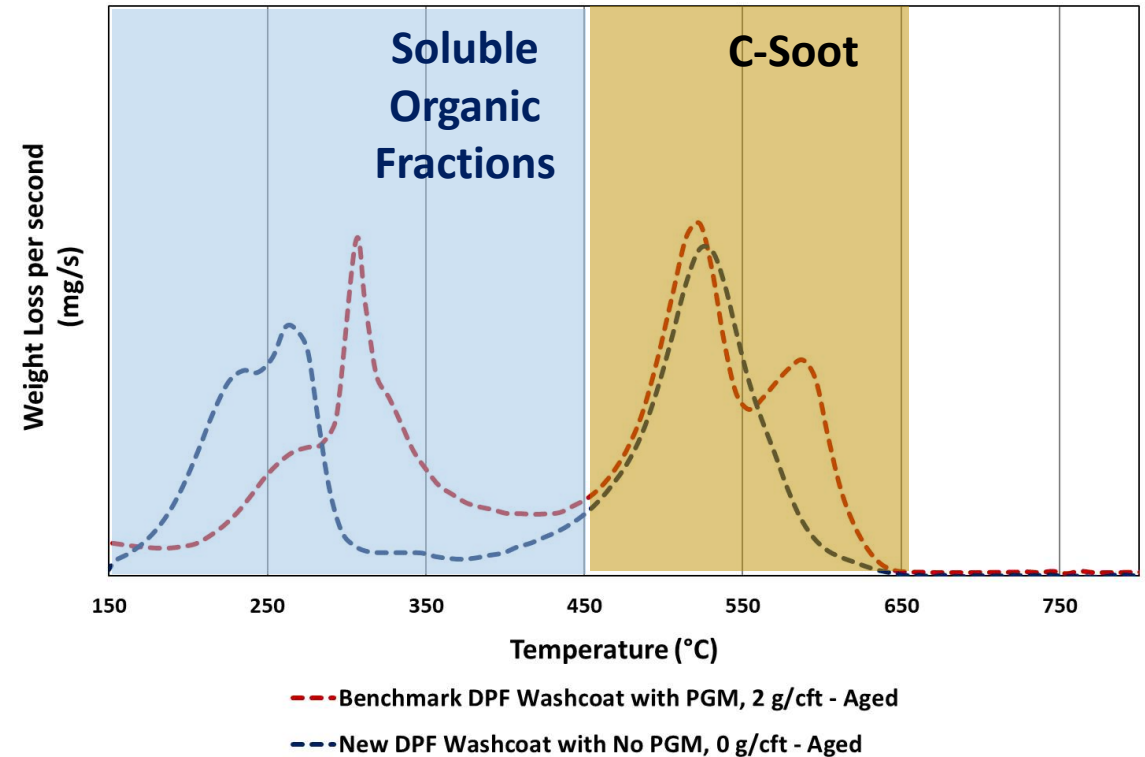 Soluble
Organic
Fractions
C-Soot
Weight Loss per second
(mg/s)
150 250 350 450 550 650 750
Temperature (°C)
Benchmark DPF Washcoat with PGM, 2 g/cft - Aged
New DPF Washcoat with No PGM, 0 g/cft - Aged